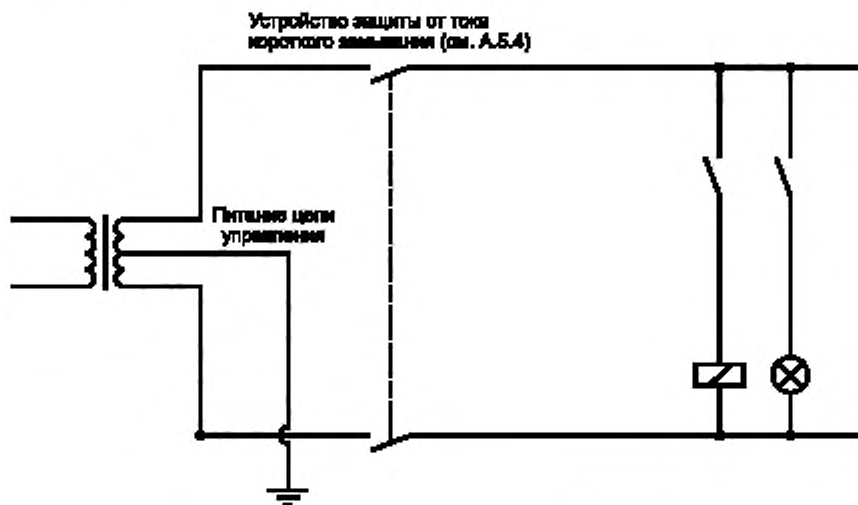 Устройство защиты от тока
короткого замыкания (см. А.5.4)
Питание цепи
управления